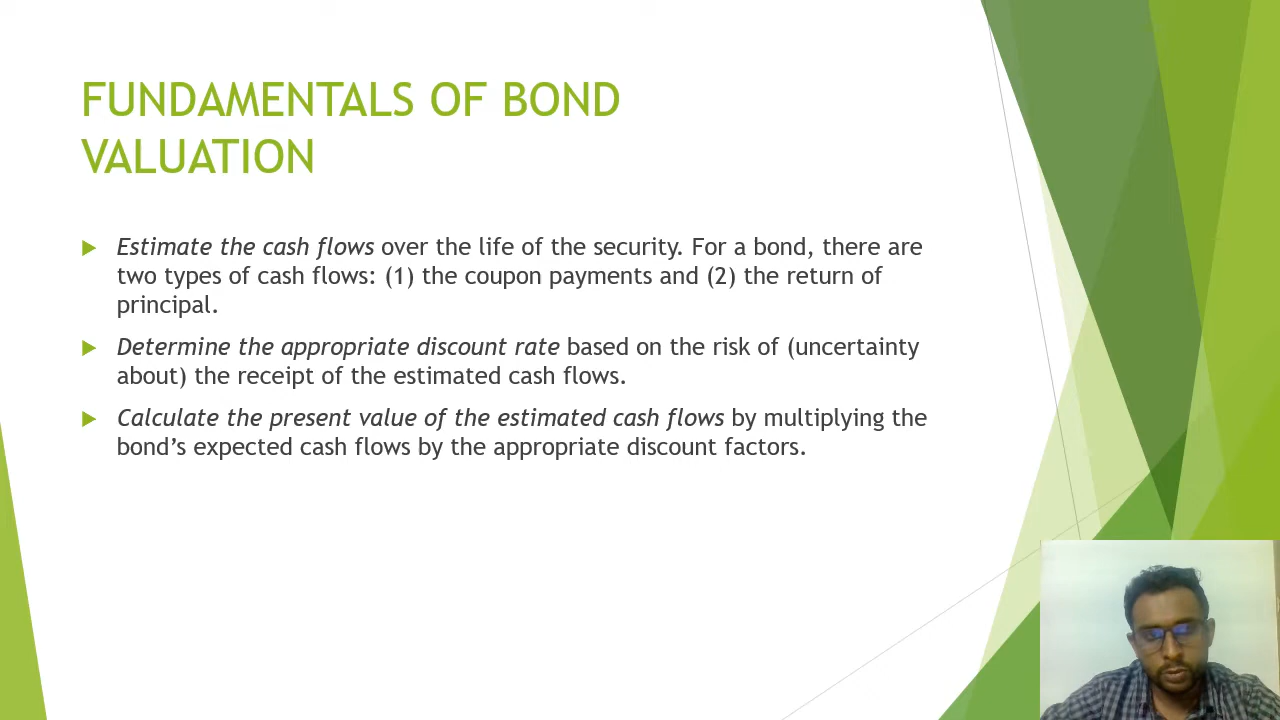 FUNDAMENTALS OF BOND
VALUATION
Estimate the cash flows over the life of the security. For a bond, there are
two types of cash flows: (1) the coupon payments and (2) the return of
principal.
Determine the appropriate discount rate based on the risk of (uncertainty
about) the receipt of the estimated cash flows.
Calculate the present value of the estimated cash flows by multiplying the
bond’s expected cash flows by the appropriate discount factors.